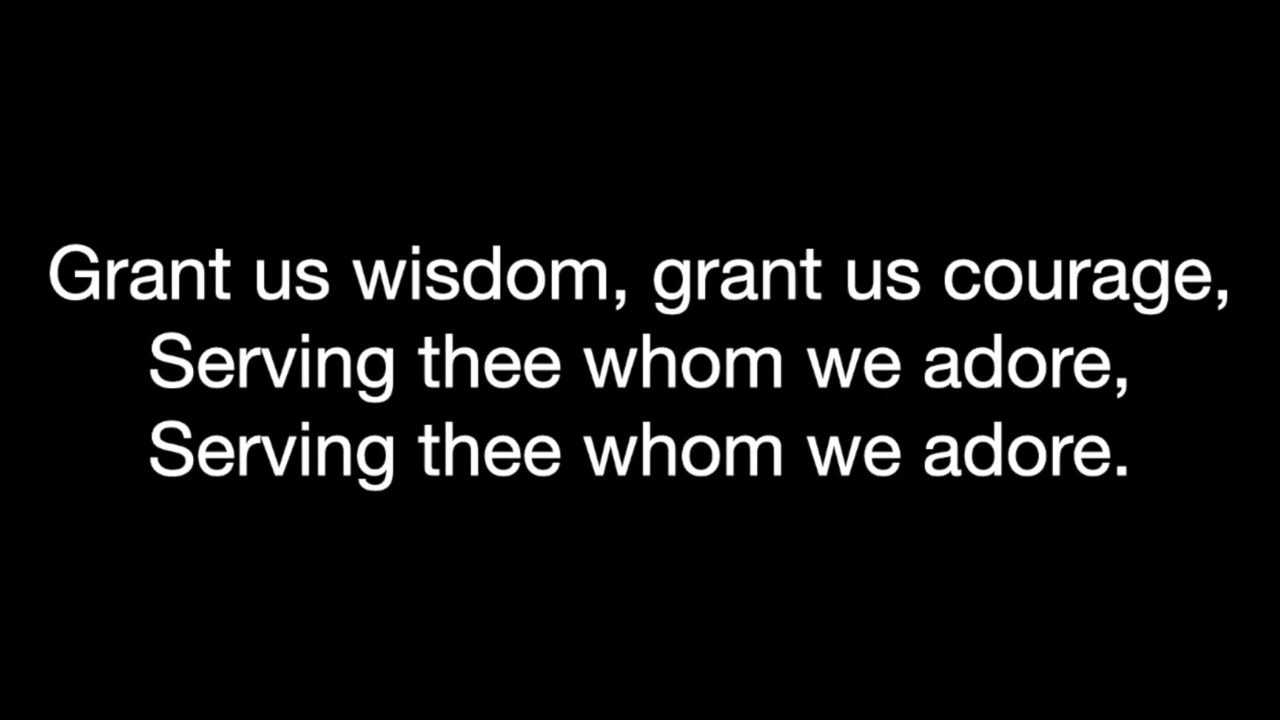 Grant us wisdom, grant us courage,
Serving thee whom we adore,
Serving thee whom we adore.